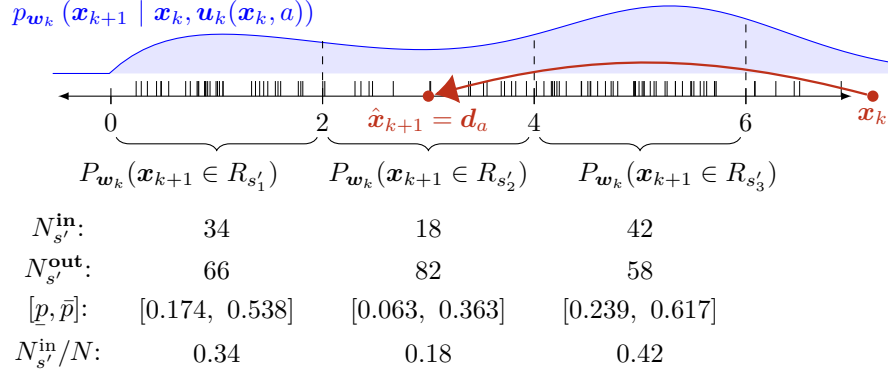 p_{w_k}(x_{k+1} | x_k, u_k(x_k, a))
0 2 4 6
x̂_{k+1} = d_a
x_k
P_{w_k}(x_{k+1} ∈ R_{s'_1}) P_{w_k}(x_{k+1} ∈ R_{s'_2}) P_{w_k}(x_{k+1} ∈ R_{s'_3})
N_{s'}^{in}: 34 18 42
N_{s'}^{out}: 66 82 58
[p̲, p̄]: [0.174, 0.538] [0.063, 0.363] [0.239, 0.617]
N_{s'}^{in}/N: 0.34 0.18 0.42